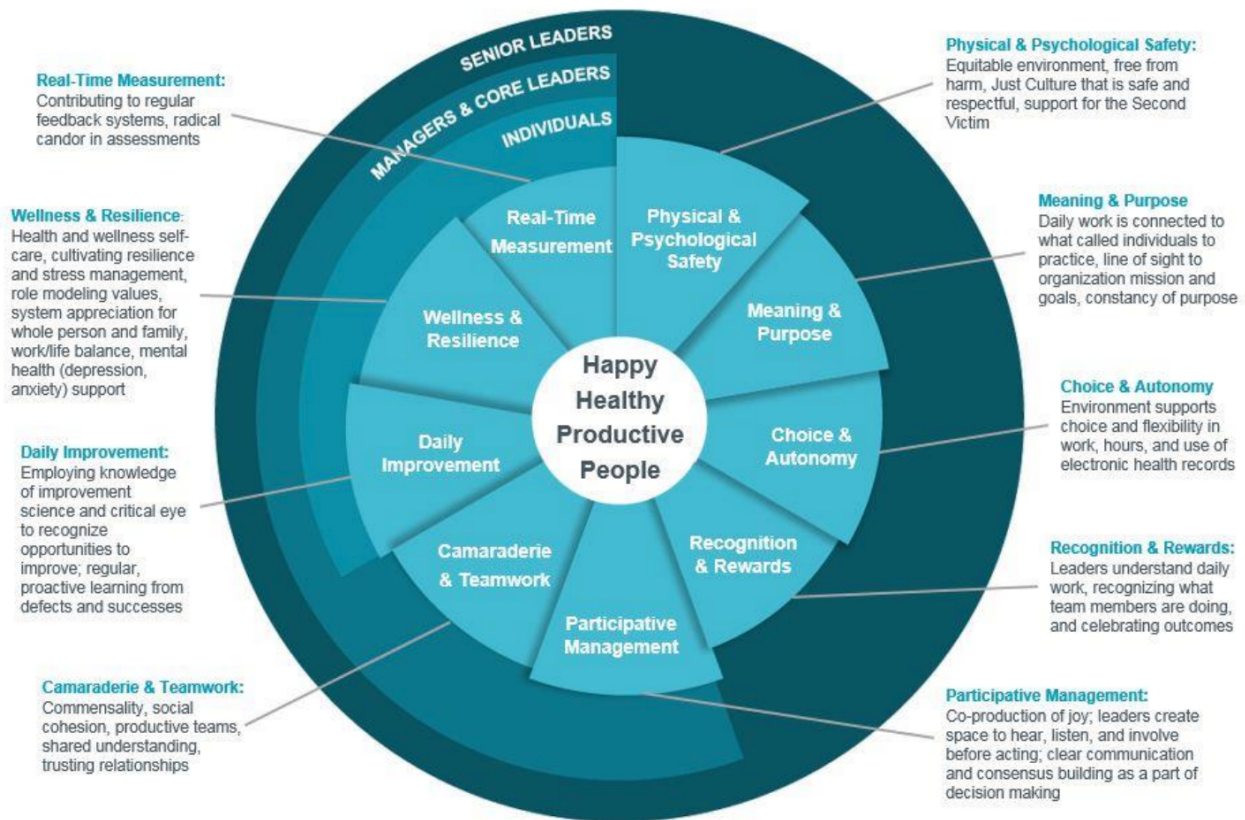 SENIOR LEADERS
MANAGERS & CORE LEADERS
INDIVIDUALS
Real-Time Measurement:
Contributing to regular
feedback systems, radical
candor in assessments
Wellness & Resilience:
Health and wellness self-
care, cultivating resilience
and stress management,
role modeling values,
system appreciation for
whole person and family,
work/life balance, mental
health (depression,
anxiety) support
Daily Improvement:
Employing knowledge
of improvement
science and critical eye
to recognize
opportunities to
improve; regular,
proactive learning from
defects and successes
Camaraderie & Teamwork:
Commensality, social
cohesion, productive teams,
shared understanding,
trusting relationships
Real-Time
Measurement
Physical &
Psychological
Safety
Wellness &
Resilience
Meaning &
Purpose
Happy
Healthy
Productive
People
Daily
Improvement
Choice &
Autonomy
Camaraderie
& Teamwork
Recognition
& Rewards
Participative
Management
Physical & Psychological Safety:
Equitable environment, free from
harm, Just Culture that is safe and
respectful, support for the Second
Victim
Meaning & Purpose
Daily work is connected to
what called individuals to
practice, line of sight to
organization mission and
goals, constancy of purpose
Choice & Autonomy
Environment supports
choice and flexibility in
work, hours, and use of
electronic health records
Recognition & Rewards:
Leaders understand daily
work, recognizing what
team members are doing,
and celebrating outcomes
Participative Management:
Co-production of joy; leaders create
space to hear, listen, and involve
before acting; clear communication
and consensus building as a part of
decision making